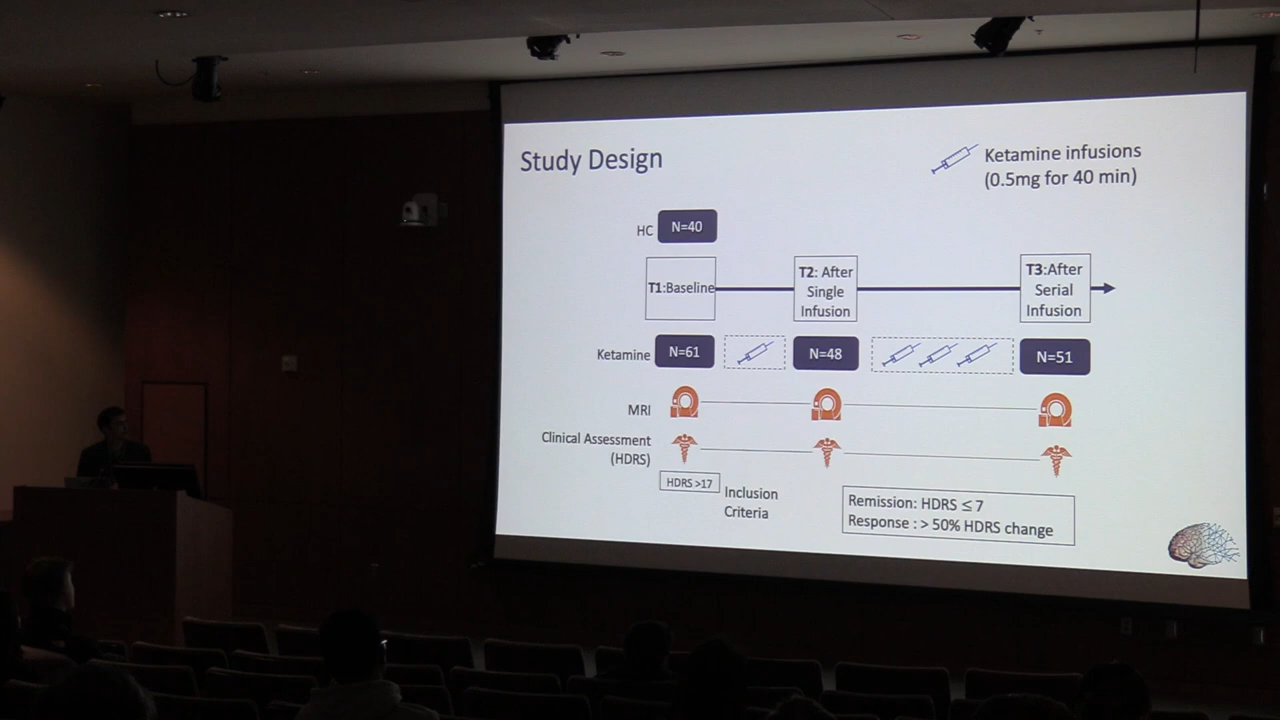 Study Design
Ketamine infusions
(0.5mg for 40 min)
HC
N=40
T1:Baseline
T2: After
Single
Infusion
T3:After
Serial
Infusion
Ketamine
N=61
N=48
N=51
MRI
Clinical Assessment
(HDRS)
HDRS >17
Inclusion
Criteria
Remission: HDRS ≤ 7
Response : > 50% HDRS change